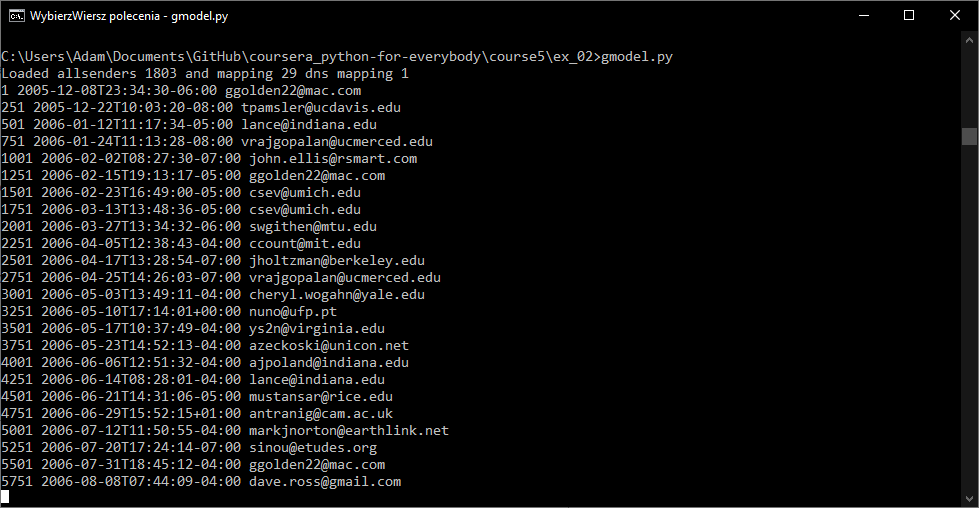 WybierzWiersz polecenia - gmodel.py
C:\Users\Adam\Documents\GitHub\coursera_python-for-everybody\course5\ex_02>gmodel.py
Loaded allsenders 1803 and mapping 29 dns mapping 1
1 2005-12-08T23:34:30-06:00 ggolden22@mac.com
251 2005-12-22T10:03:20-08:00 tpamsler@ucdavis.edu
501 2006-01-12T11:17:34-05:00 lance@indiana.edu
751 2006-01-24T11:13:28-08:00 vrajgopalan@ucmerced.edu
1001 2006-02-02T08:27:30-07:00 john.ellis@rsmart.com
1251 2006-02-15T19:13:17-05:00 ggolden22@mac.com
1501 2006-02-23T16:49:00-05:00 csev@umich.edu
1751 2006-03-13T13:48:36-05:00 csev@umich.edu
2001 2006-03-27T13:34:32-06:00 swgithen@mtu.edu
2251 2006-04-05T12:38:43-04:00 ccount@mit.edu
2501 2006-04-17T13:28:54-07:00 jholtzman@berkeley.edu
2751 2006-04-25T14:26:03-07:00 vrajgopalan@ucmerced.edu
3001 2006-05-03T13:49:11-04:00 cheryl.wogahn@yale.edu
3251 2006-05-10T17:14:01+00:00 nuno@ufp.pt
3501 2006-05-17T10:37:49-04:00 ys2n@virginia.edu
3751 2006-05-23T14:52:13-04:00 azeckoski@unicon.net
4001 2006-06-06T12:51:32-04:00 ajpoland@indiana.edu
4251 2006-06-14T08:28:01-04:00 lance@indiana.edu
4501 2006-06-21T14:31:06-05:00 mustansar@rice.edu
4751 2006-06-29T15:52:15+01:00 antranig@cam.ac.uk
5001 2006-07-12T11:50:55-04:00 markjnorton@earthlink.net
5251 2006-07-20T17:24:14-07:00 sinou@etudes.org
5501 2006-07-31T18:45:12-04:00 ggolden22@mac.com
5751 2006-08-08T07:44:09-04:00 dave.ross@gmail.com